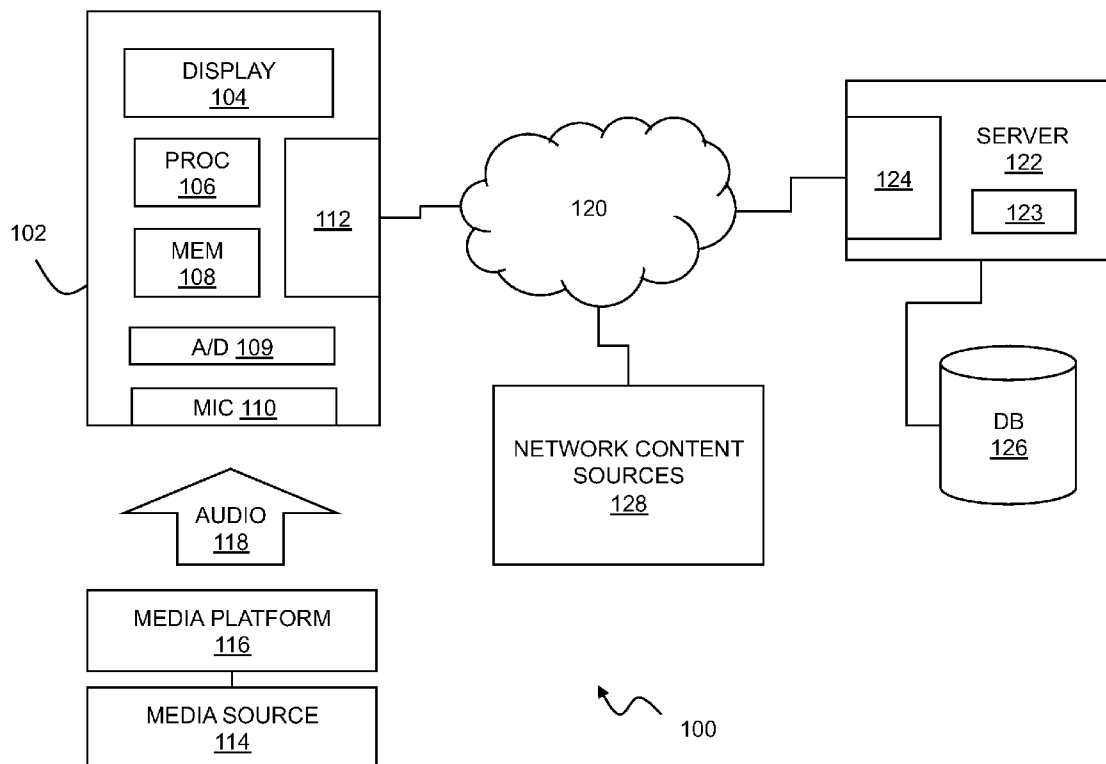 DISPLAY
104
PROC
106
MEM
108
112
A/D 109
MIC 110
102
AUDIO
118
MEDIA PLATFORM
116
MEDIA SOURCE
114
120
NETWORK CONTENT
SOURCES
128
SERVER
122
124
123
DB
126
100